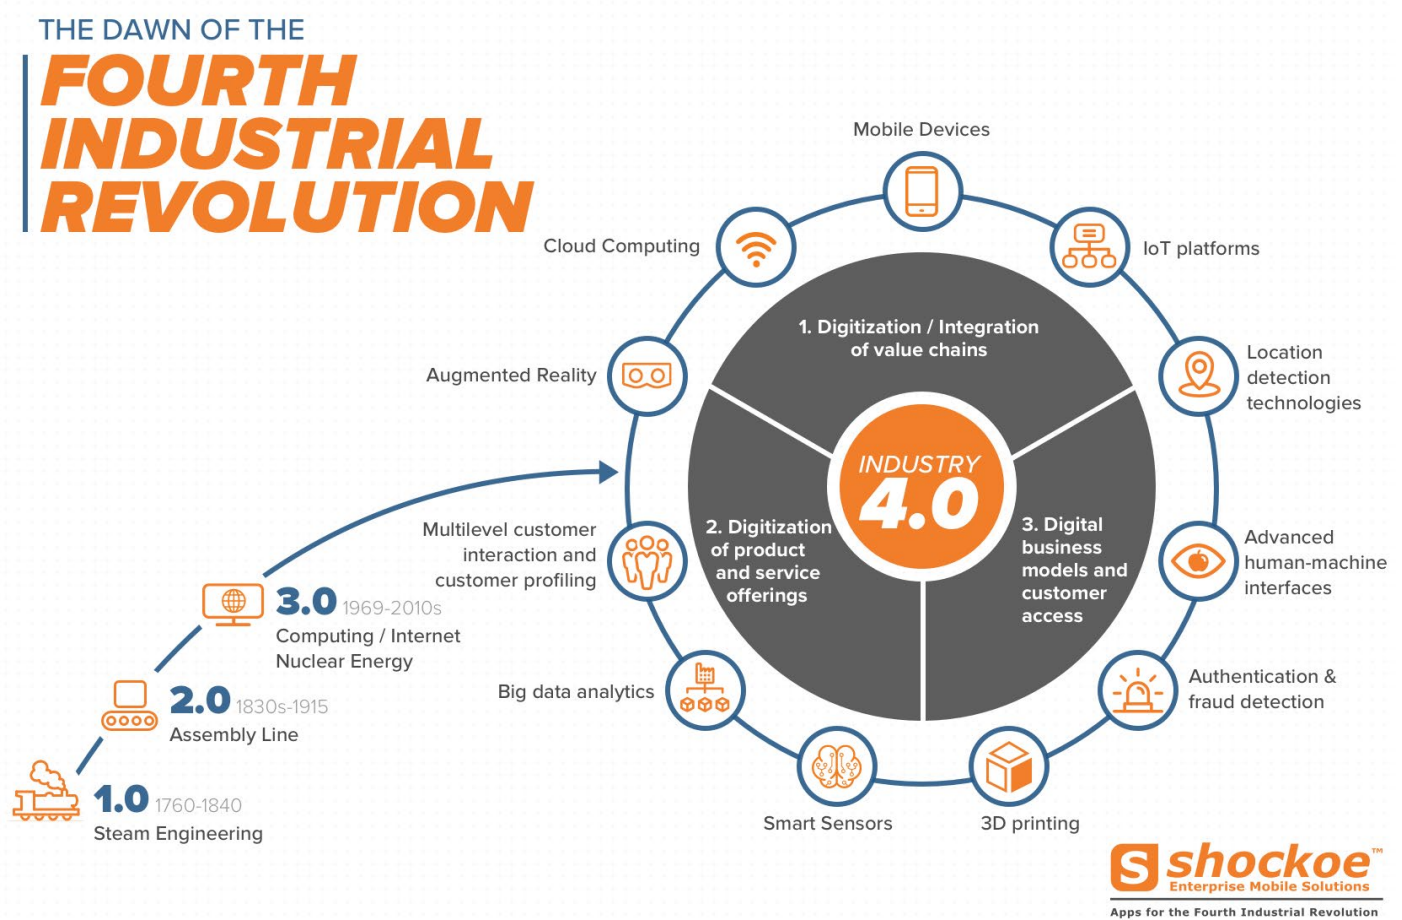 THE DAWN OF THE
FOURTH
INDUSTRIAL
REVOLUTION
Mobile Devices
Cloud Computing
IoT platforms
Augmented Reality
Location
detection
technologies
1. Digitization / Integration
of value chains
INDUSTRY
4.0
2. Digitization
of product
and service
offerings
3. Digital
business
models and
customer
access
Multilevel customer
interaction and
customer profiling
Advanced
human-machine
interfaces
Big data analytics
Authentication &
fraud detection
Smart Sensors
3D printing
3.0 1969-2010s
Computing / Internet
Nuclear Energy
2.0 1830s-1915
Assembly Line
1.0 1760-1840
Steam Engineering
S shockoe™
Enterprise Mobile Solutions
Apps for the Fourth Industrial Revolution